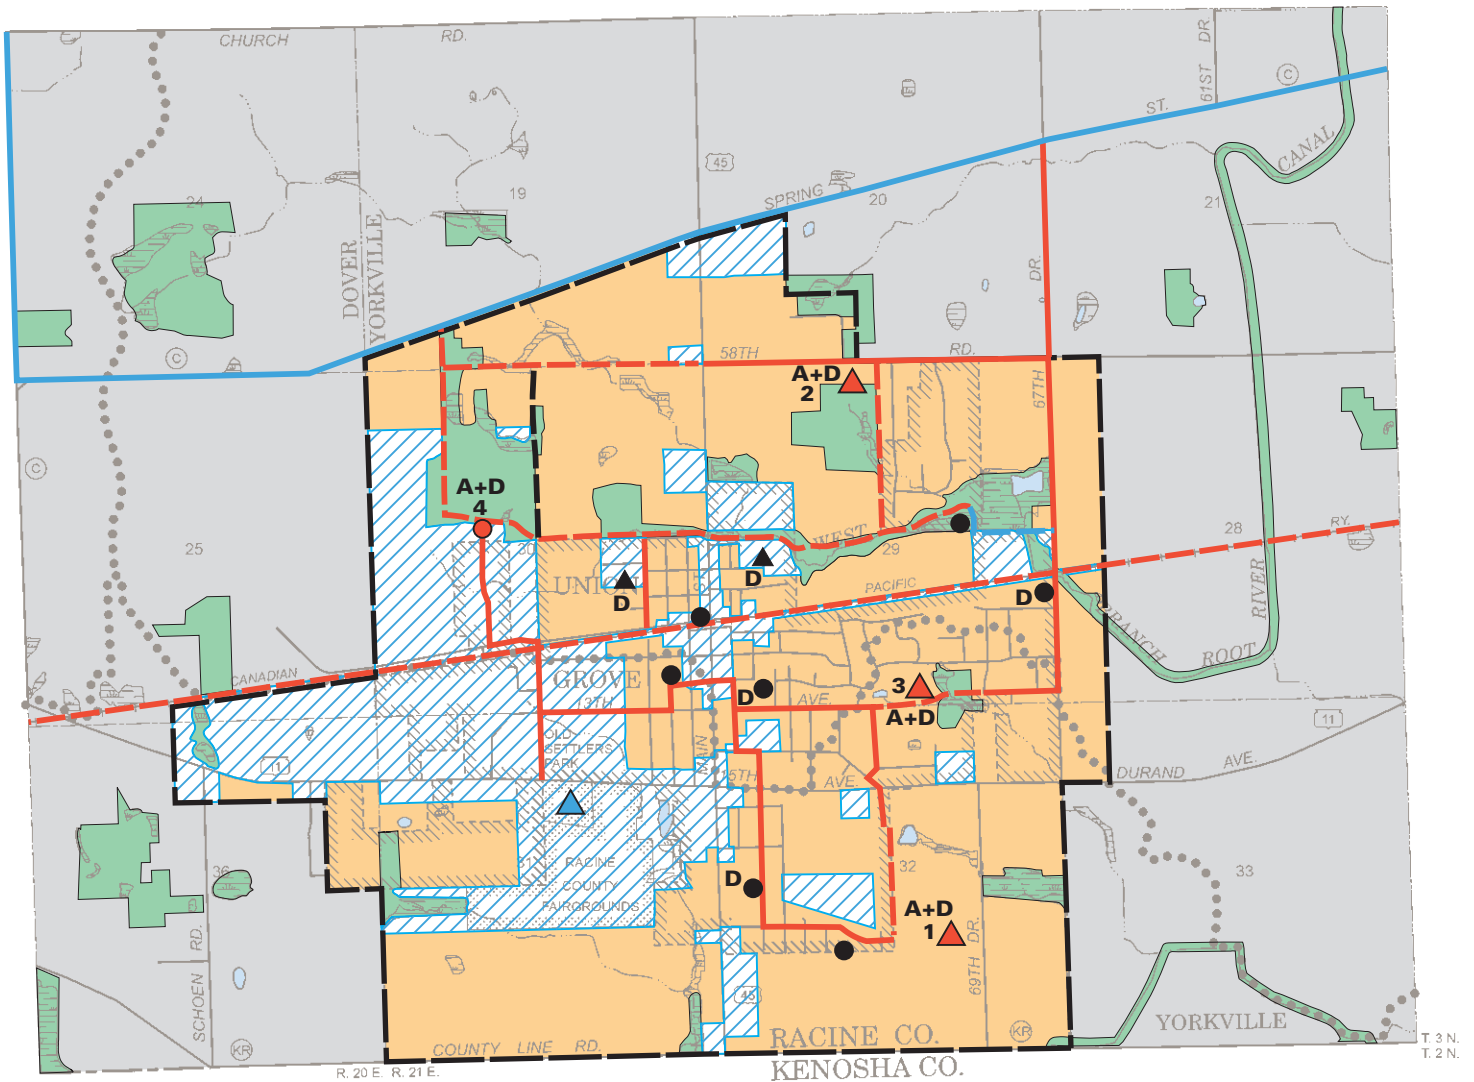 CHURCH RD.
61ST DR.
C
ST.
CANAL
45
SPRING
24
19
20
21
DOVER
YORKVILLE
DR.
C
58TH RD.
A+D
2
67TH
C
A+D
4
25
30
WEST
29
28
RY.
UNION
ST.
D
PACIFIC
D
D
BRANCH
RIVER
ROOT
CANADIAN
GROVE
13TH AVE.
D
3
A+D
11
OLD
SETTLERS
PARK
MAIN
11
15TH AVE.
DURAND AVE.
36
31
RACINE
COUNTY
FAIRGROUNDS
D
32
33
A+D
1
SCHOEN RD.
69TH DR.
45
KR
COUNTY LINE RD.
RACINE CO.
KENOSHA CO.
KR
YORKVILLE
R. 20 E. R. 21 E.
T. 3 N.
T. 2 N.